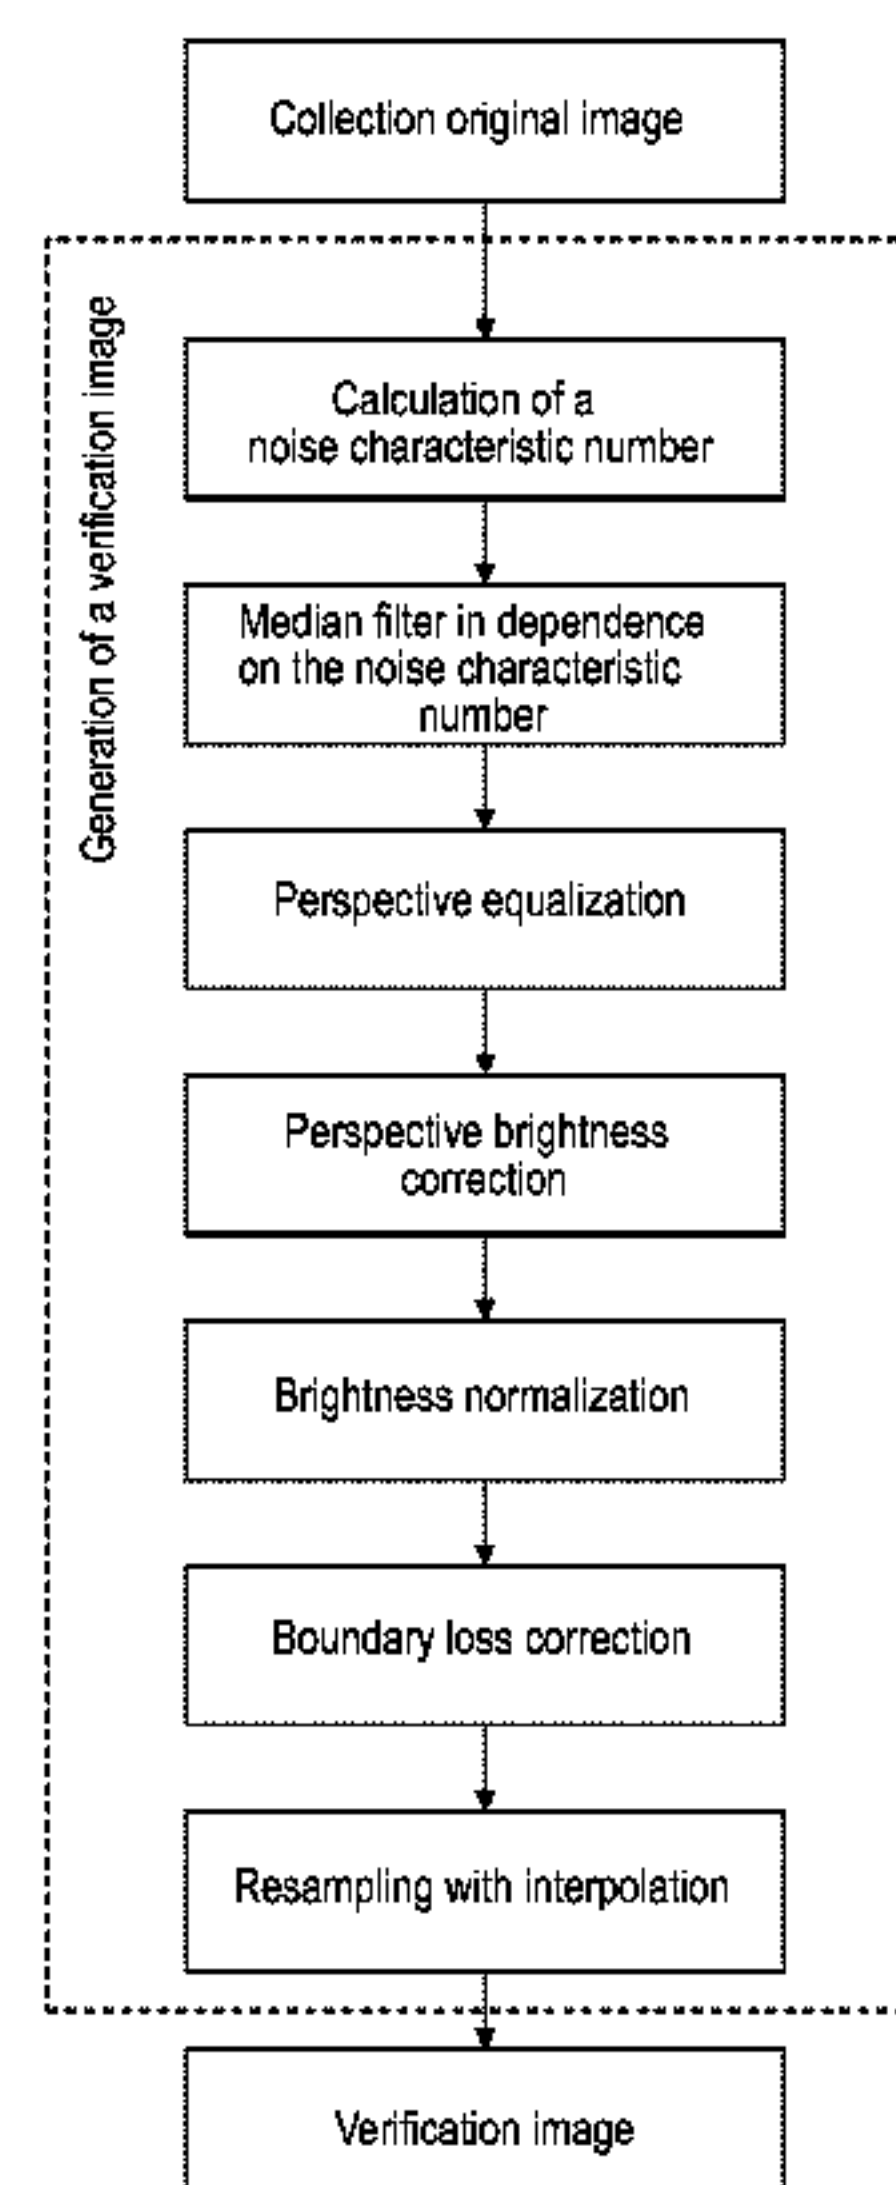 Collection original image
Generation of a verification image
Calculation of a
noise characteristic number
Median filter in dependence
on the noise characteristic
number
Perspective equalization
Perspective brightness
correction
Brightness normalization
Boundary loss correction
Resampling with interpolation
Verification image